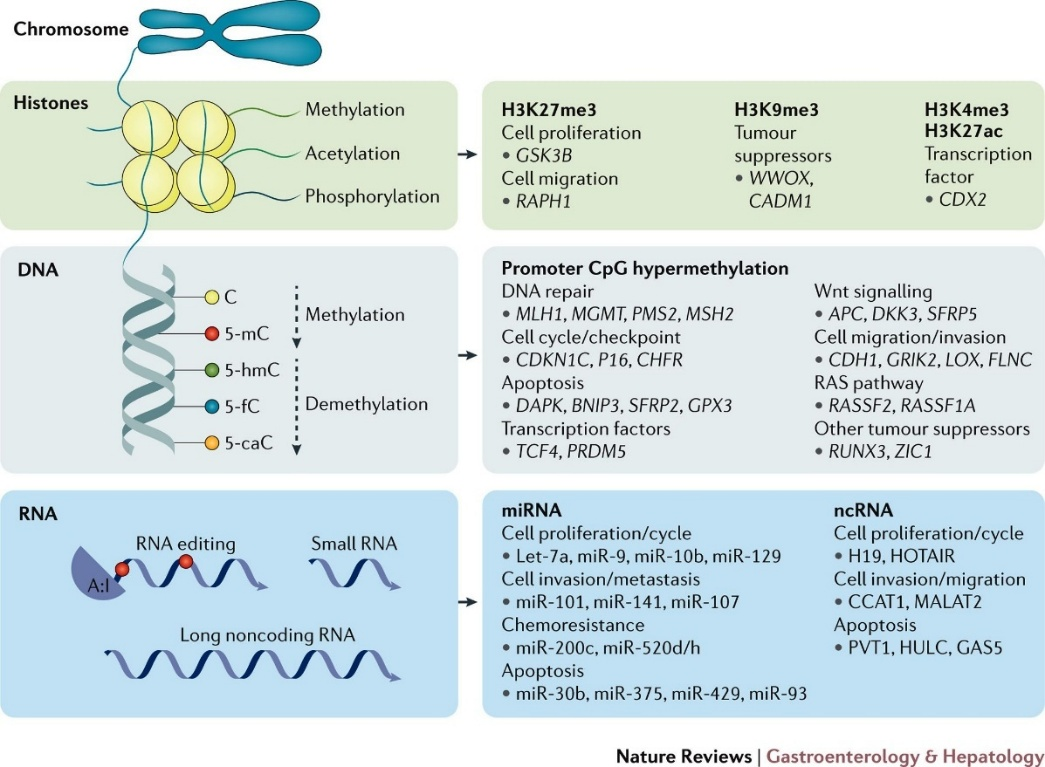 Chromosome
Histones
Methylation
Acetylation
Phosphorylation
H3K27me3
Cell proliferation
• GSK3B
Cell migration
• RAPH1
H3K9me3
Tumour
suppressors
• WWOX,
CADM1
H3K4me3
H3K27ac
Transcription
factor
• CDX2
DNA
C
5-mC
5-hmC
5-fC
5-caC
Methylation
Demethylation
Promoter CpG hypermethylation
DNA repair
• MLH1, MGMT, PMS2, MSH2
Cell cycle/checkpoint
• CDKN1C, P16, CHFR
Apoptosis
• DAPK, BNIP3, SFRP2, GPX3
Transcription factors
• TCF4, PRDM5
Wnt signalling
• APC, DKK3, SFRP5
Cell migration/invasion
• CDH1, GRIK2, LOX, FLNC
RAS pathway
• RASSF2, RASSF1A
Other tumour suppressors
• RUNX3, ZIC1
RNA
RNA editing
A:I
Small RNA
Long noncoding RNA
miRNA
Cell proliferation/cycle
• Let-7a, miR-9, miR-10b, miR-129
Cell invasion/metastasis
• miR-101, miR-141, miR-107
Chemoresistance
• miR-200c, miR-520d/h
Apoptosis
• miR-30b, miR-375, miR-429, miR-93
ncRNA
Cell proliferation/cycle
• H19, HOTAIR
Cell invasion/migration
• CCAT1, MALAT2
Apoptosis
• PVT1, HULC, GAS5
Nature Reviews | Gastroenterology & Hepatology